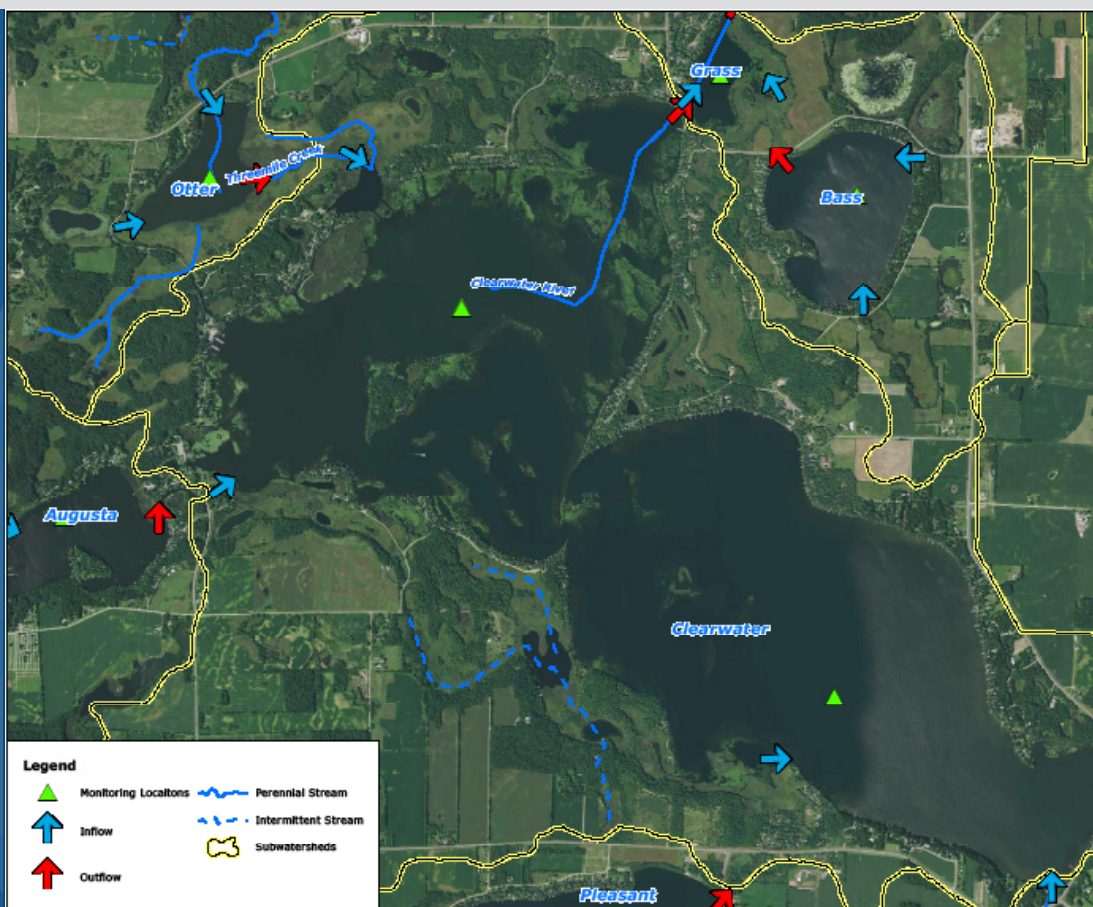 Grass
Threemile Creek
Otter
Bass
Clearwater River
Augusta
Clearwater
Legend
Monitoring Locaitons
Perennial Stream
Inflow
Intermittent Stream
Subwatersheds
Outflow
Pleasant